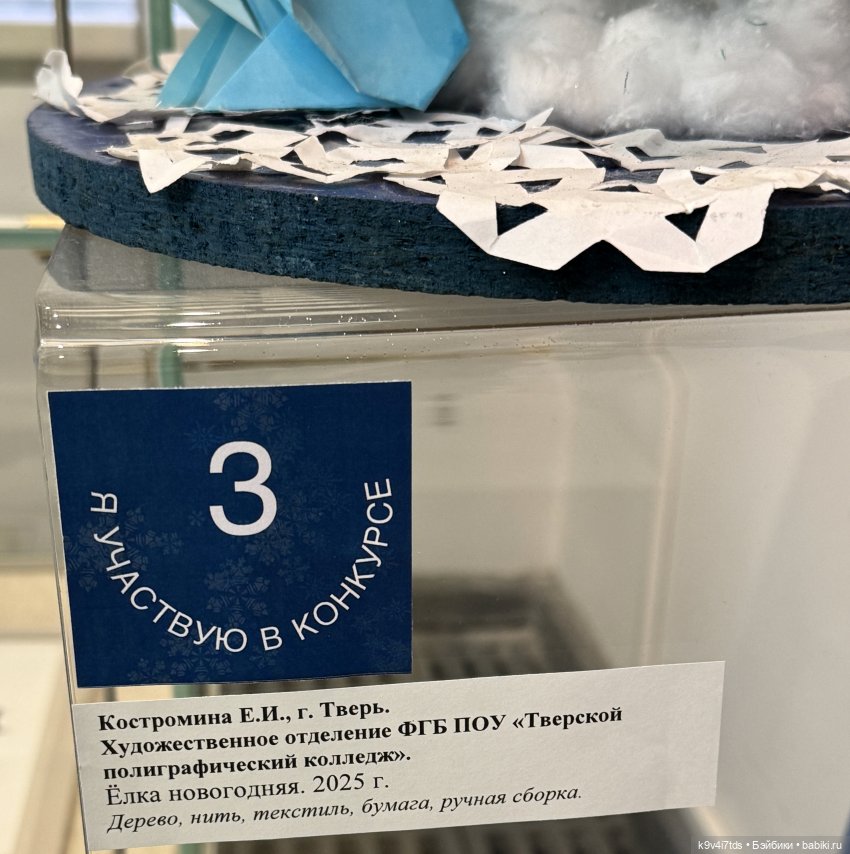 3
Я УЧАСТВУЮ В КОНКУРСЕ
Костромина Е.И., г. Тверь.
Художественное отделение ФГБ ПОУ «Тверской
полиграфический колледж».
Ёлка новогодняя. 2025 г.
Дерево, нить, текстиль, бумага, ручная сборка.
k9v4i7ds • Бэйбики • babiki.ru